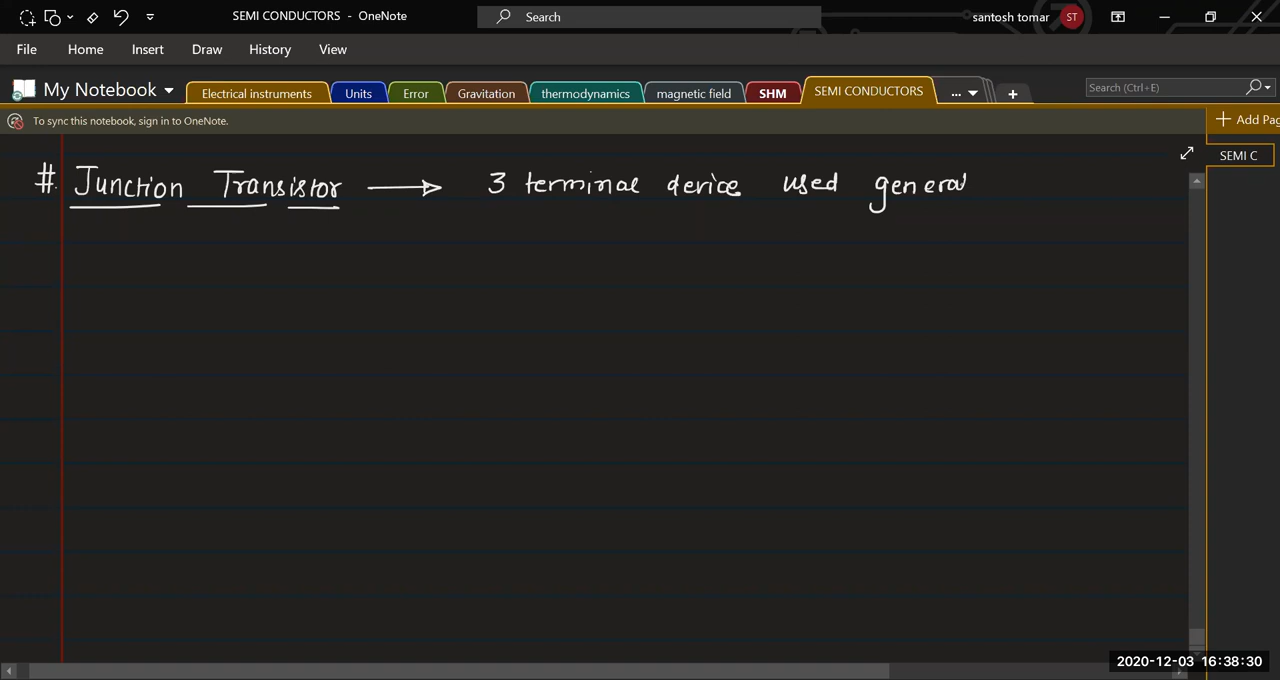 SEMI CONDUCTORS - OneNote
Search
santosh tomar ST
File Home Insert Draw History View
My Notebook Electrical instruments Units Error Gravitation thermodynamics magnetic field SHM SEMI CONDUCTORS ... + Search (Ctrl+E)
To sync this notebook, sign in to OneNote. + Add Pag
SEMI C
# Junction Transistor → 3 terminal device used general
2020-12-03 16:38:30